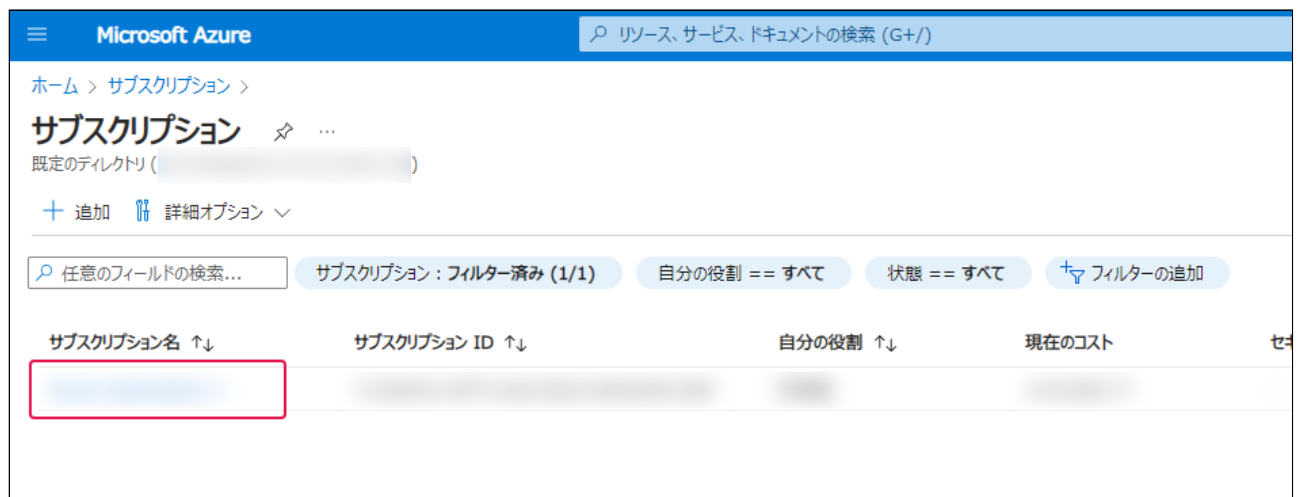 Microsoft Azure
リソース、サービス、ドキュメントの検索 (G+/)
ホーム > サブスクリプション >
サブスクリプション ...
既定のディレクトリ ( )
+ 追加 詳細オプション
任意のフィールドの検索... サブスクリプション : フィルター済み (1/1) 自分の役割 == すべて 状態 == すべて フィルターの追加
サブスクリプション名 ↑↓ サブスクリプション ID ↑↓ 自分の役割 ↑↓ 現在のコスト セキ